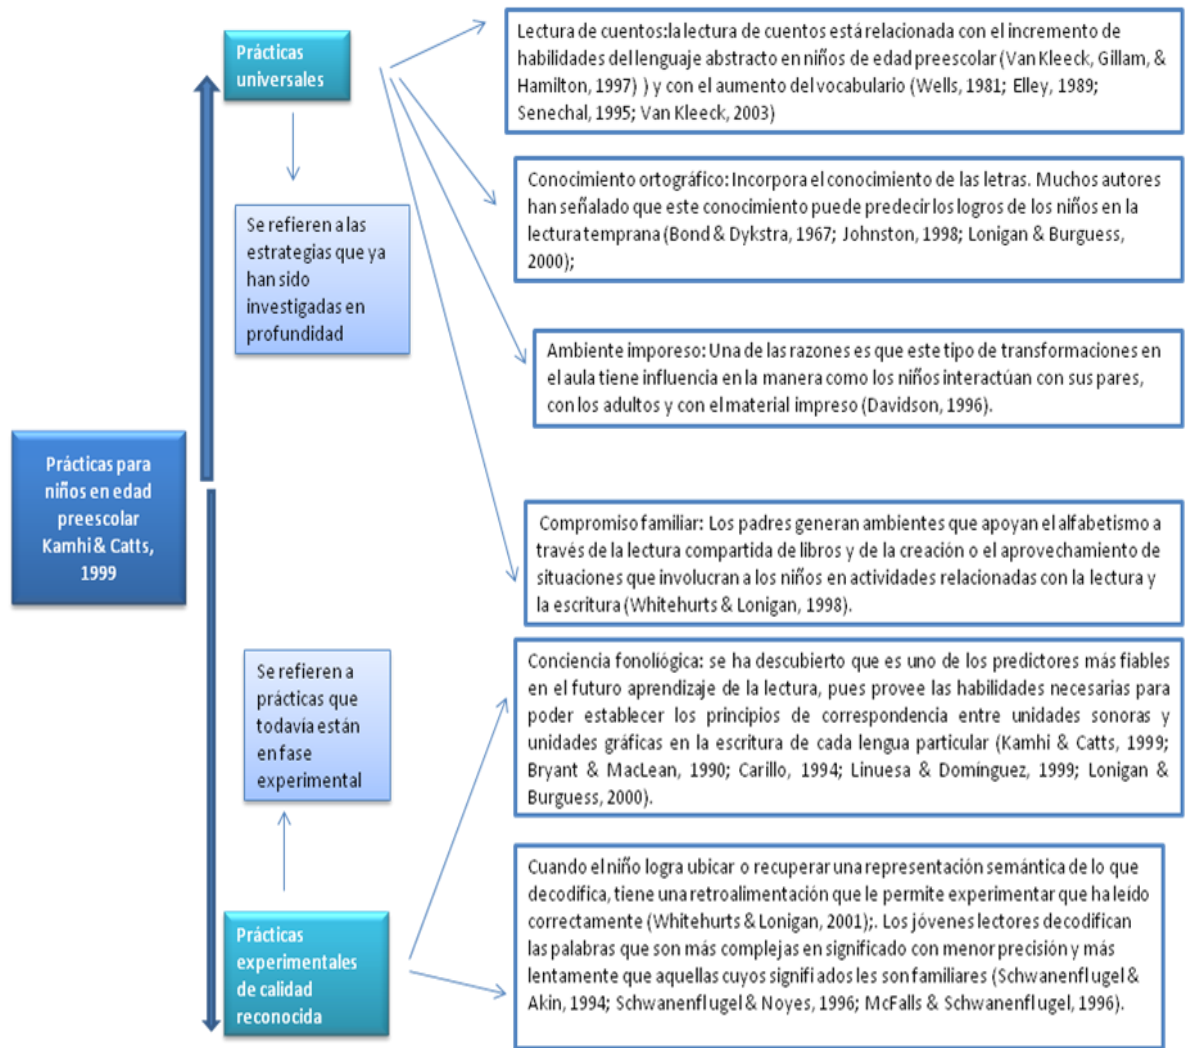 Prácticas
universales
Lectura de cuentos:la lectura de cuentos está relacionada con el incremento de
habilidades del lenguaje abstracto en niños de edad preescolar (Van Kleeck, Gillam, &
Hamilton, 1997) ) y con el aumento del vocabulario (Wells, 1981; Elley, 1989;
Senechal, 1995; Van Kleeck, 2003)
Se refieren a las
estrategias que ya
han sido
investigadas en
profundidad
Conocimiento ortográfico: Incorpora el conocimiento de las letras. Muchos autores
han señalado que este conocimiento puede predecir los logros de los niños en la
lectura temprana (Bond & Dykstra, 1967; Johnston, 1998; Lonigan & Burguess,
2000);
Ambiente imporeso: Una de las razones es que este tipo de transformaciones en
el aula tiene influencia en la manera como los niños interactúan con sus pares,
con los adultos y con el material impreso (Davidson, 1996).
Prácticas para
niños en edad
preescolar
Kamhi & Catts,
1999
Compromiso familiar: Los padres generan ambientes que apoyan el alfabetismo a
través de la lectura compartida de libros y de la creación o el aprovechamiento de
situaciones que involucran a los niños en actividades relacionadas con la lectura y
la escritura (Whitehurts & Lonigan, 1998).
Se refieren a
prácticas que
todavía están
en fase
experimental
Conciencia fonoliógica: se ha descubierto que es uno de los predictores más fiables
en el futuro aprendizaje de la lectura, pues provee las habilidades necesarias para
poder establecer los principios de correspondencia entre unidades sonoras y
unidades gráficas en la escritura de cada lengua particular (Kamhi & Catts, 1999;
Bryant & MacLean, 1990; Carillo, 1994; Linuesa & Domínguez, 1999; Lonigan &
Burguess, 2000).
Prácticas
experimentales
de calidad
reconocida
Cuando el niño logra ubicar o recuperar una representación semántica de lo que
decodifica, tiene una retroalimentación que le permite experimentar que ha leído
correctamente (Whitehurts & Lonigan, 2001);. Los jóvenes lectores decodifican
las palabras que son más complejas en significado con menor precisión y más
lentamente que aquellas cuyos signifi ados les son familiares (Schwanenfl ugel &
Akin, 1994; Schwanenfl ugel & Noyes, 1996; McFalls & Schwanenfl ugel, 1996).